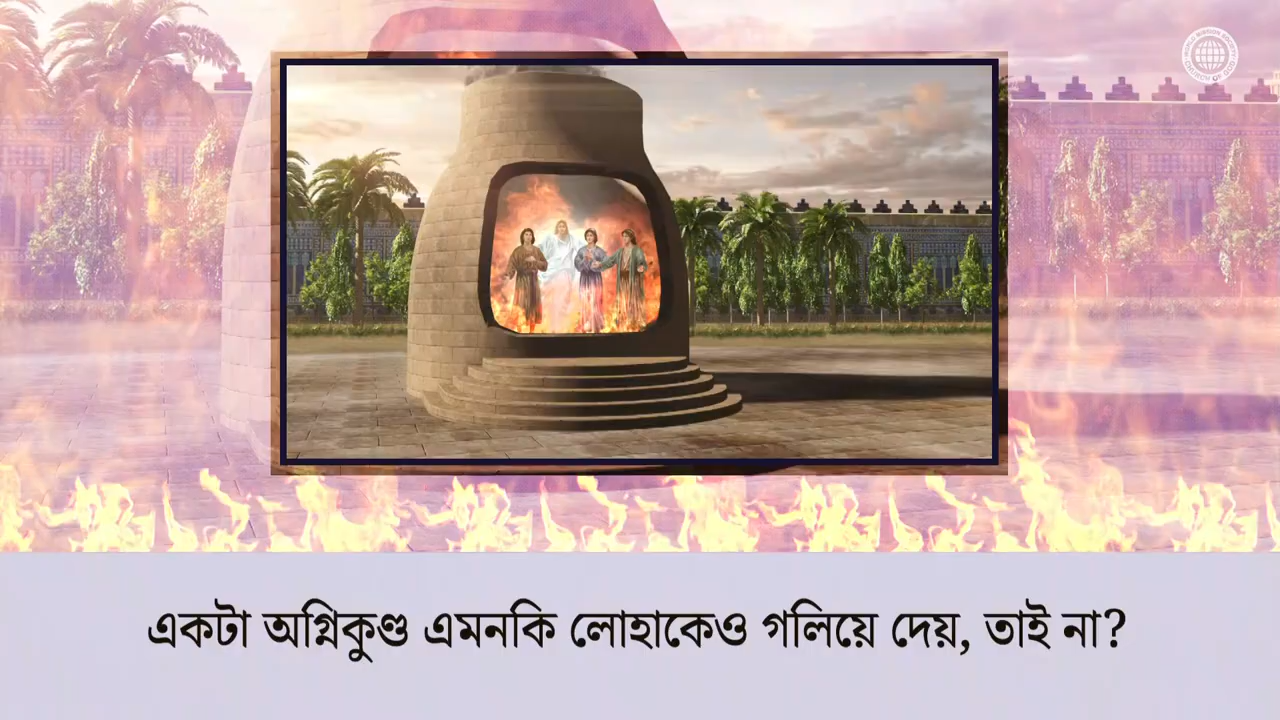 একটা অগ্নিকুণ্ড এমনকি লোহাকেও গলিয়ে দেয়, তাই না?